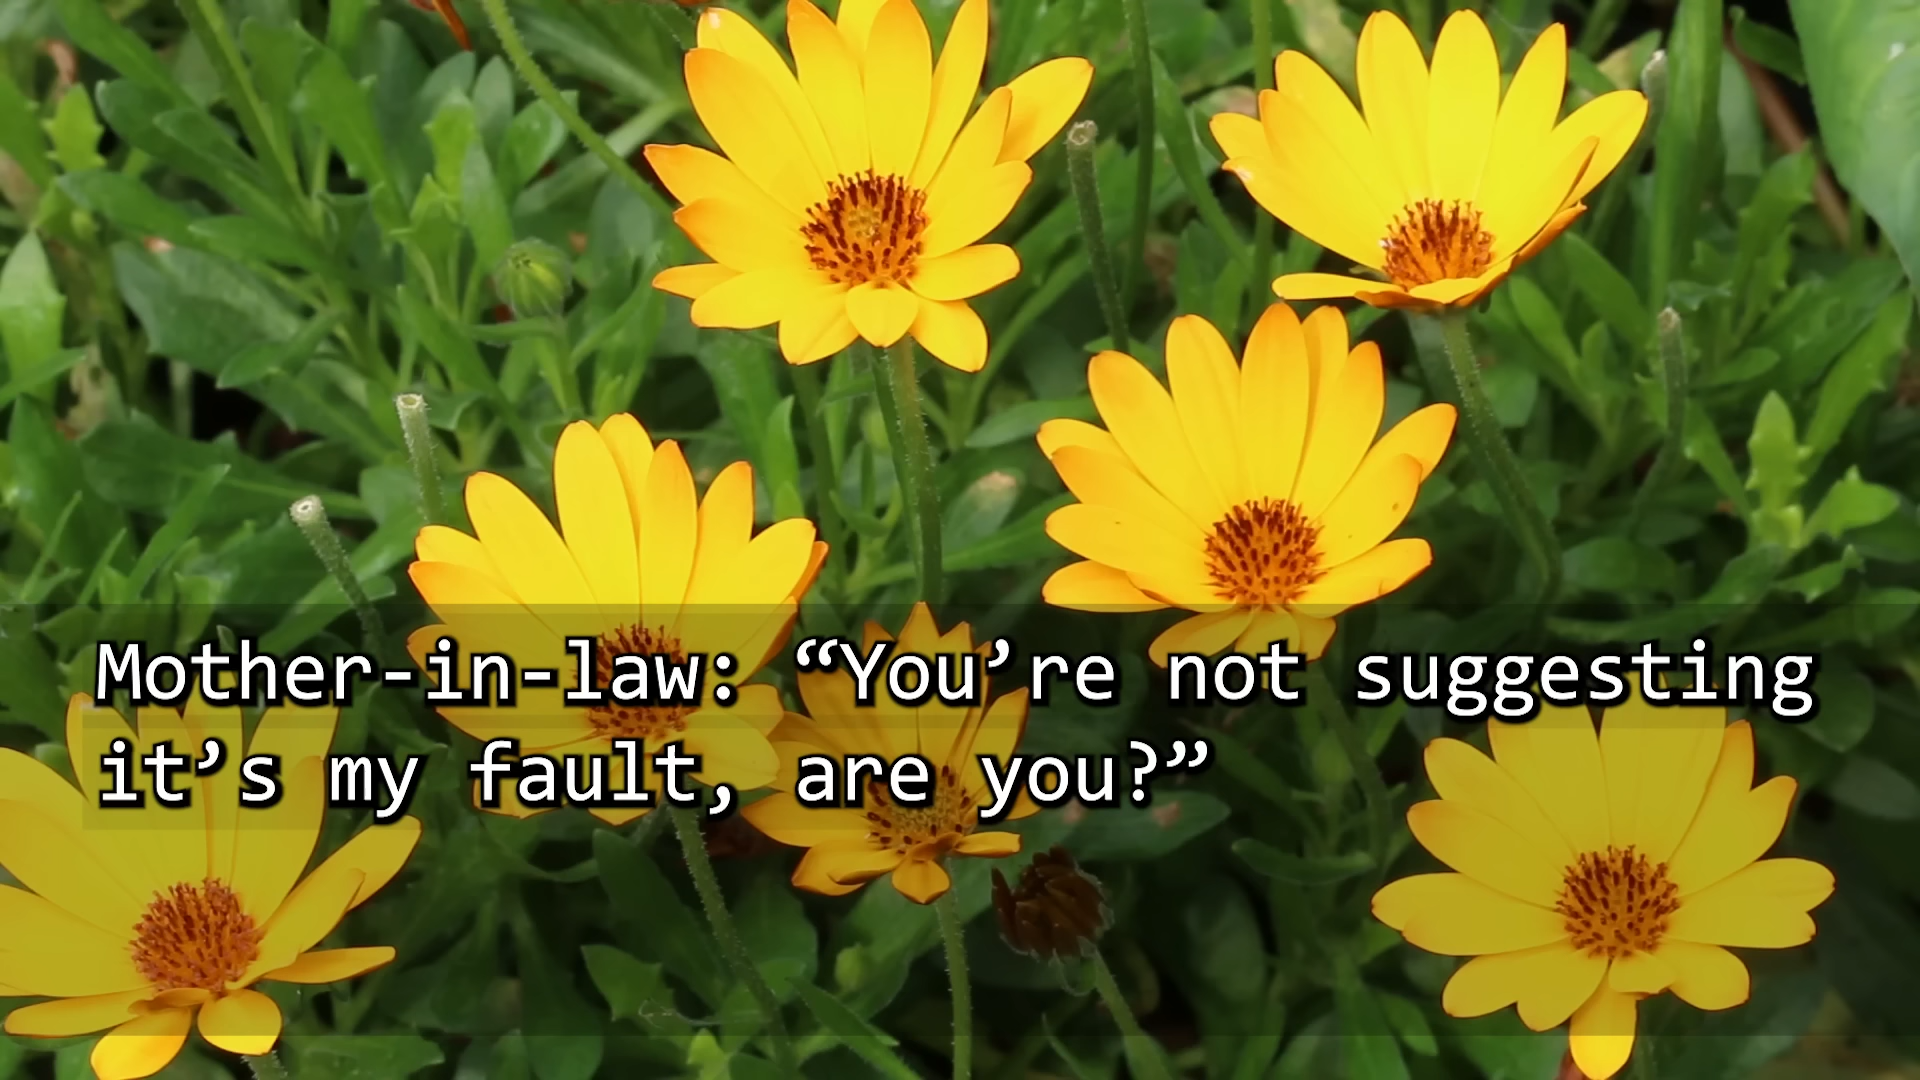 Mother-in-law: “You’re not suggesting
it’s my fault, are you?”